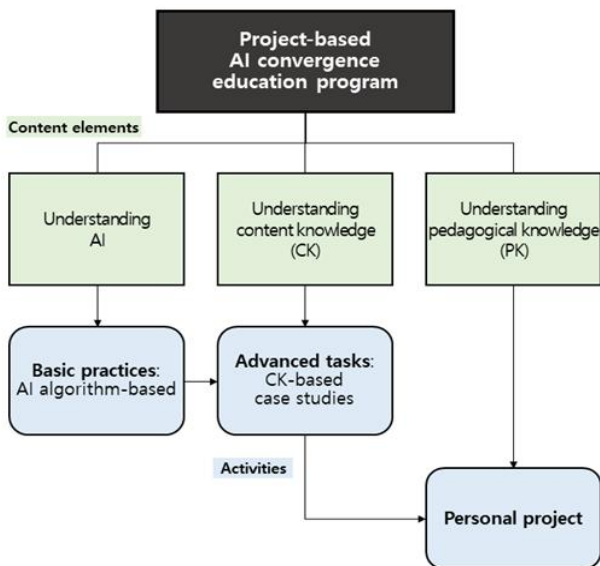 Project-based
AI convergence
education program
Content elements
Understanding
AI
Understanding
content knowledge
(CK)
Understanding
pedagogical knowledge
(PK)
Basic practices:
AI algorithm-based
Advanced tasks:
CK-based
case studies
Activities
Personal project